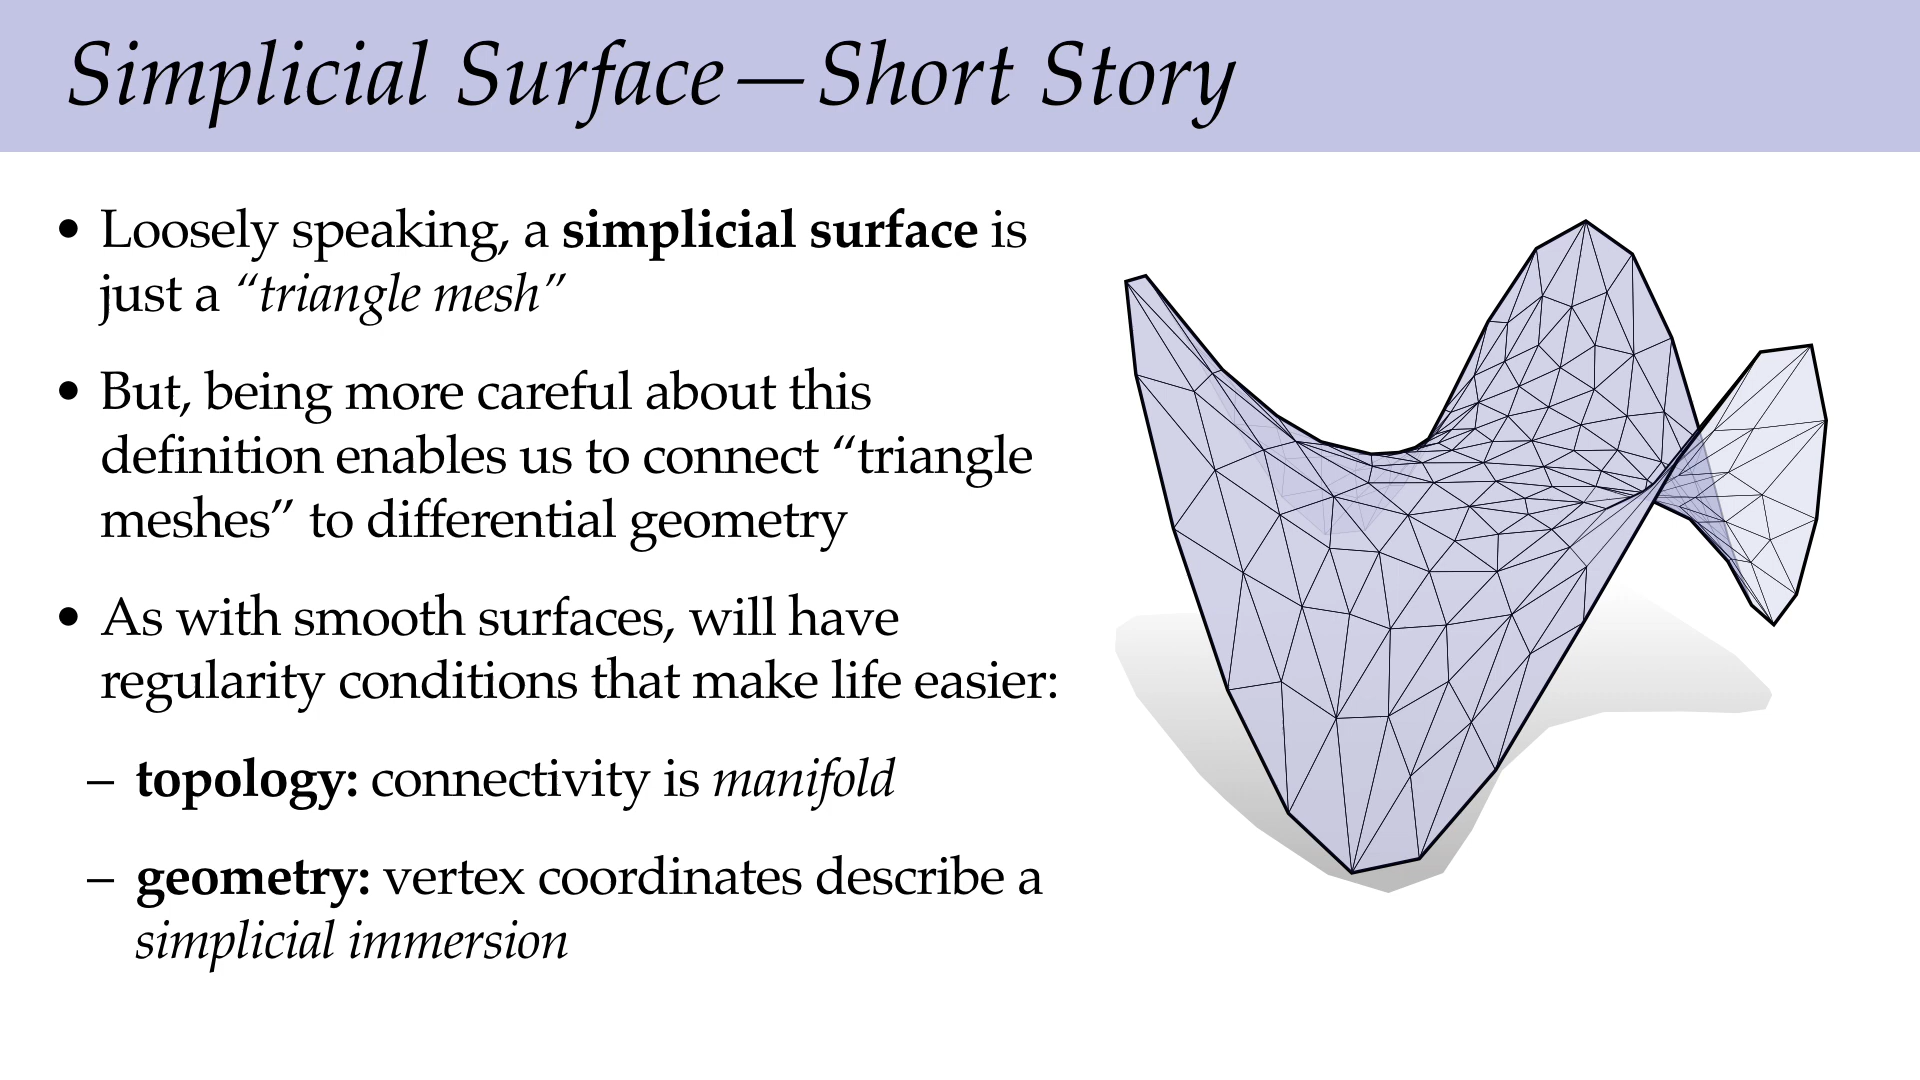 Simplicial Surface—Short Story
• Loosely speaking, a simplicial surface is
just a “triangle mesh”
• But, being more careful about this
definition enables us to connect “triangle
meshes” to differential geometry
• As with smooth surfaces, will have
regularity conditions that make life easier:
– topology: connectivity is manifold
– geometry: vertex coordinates describe a
simplicial immersion